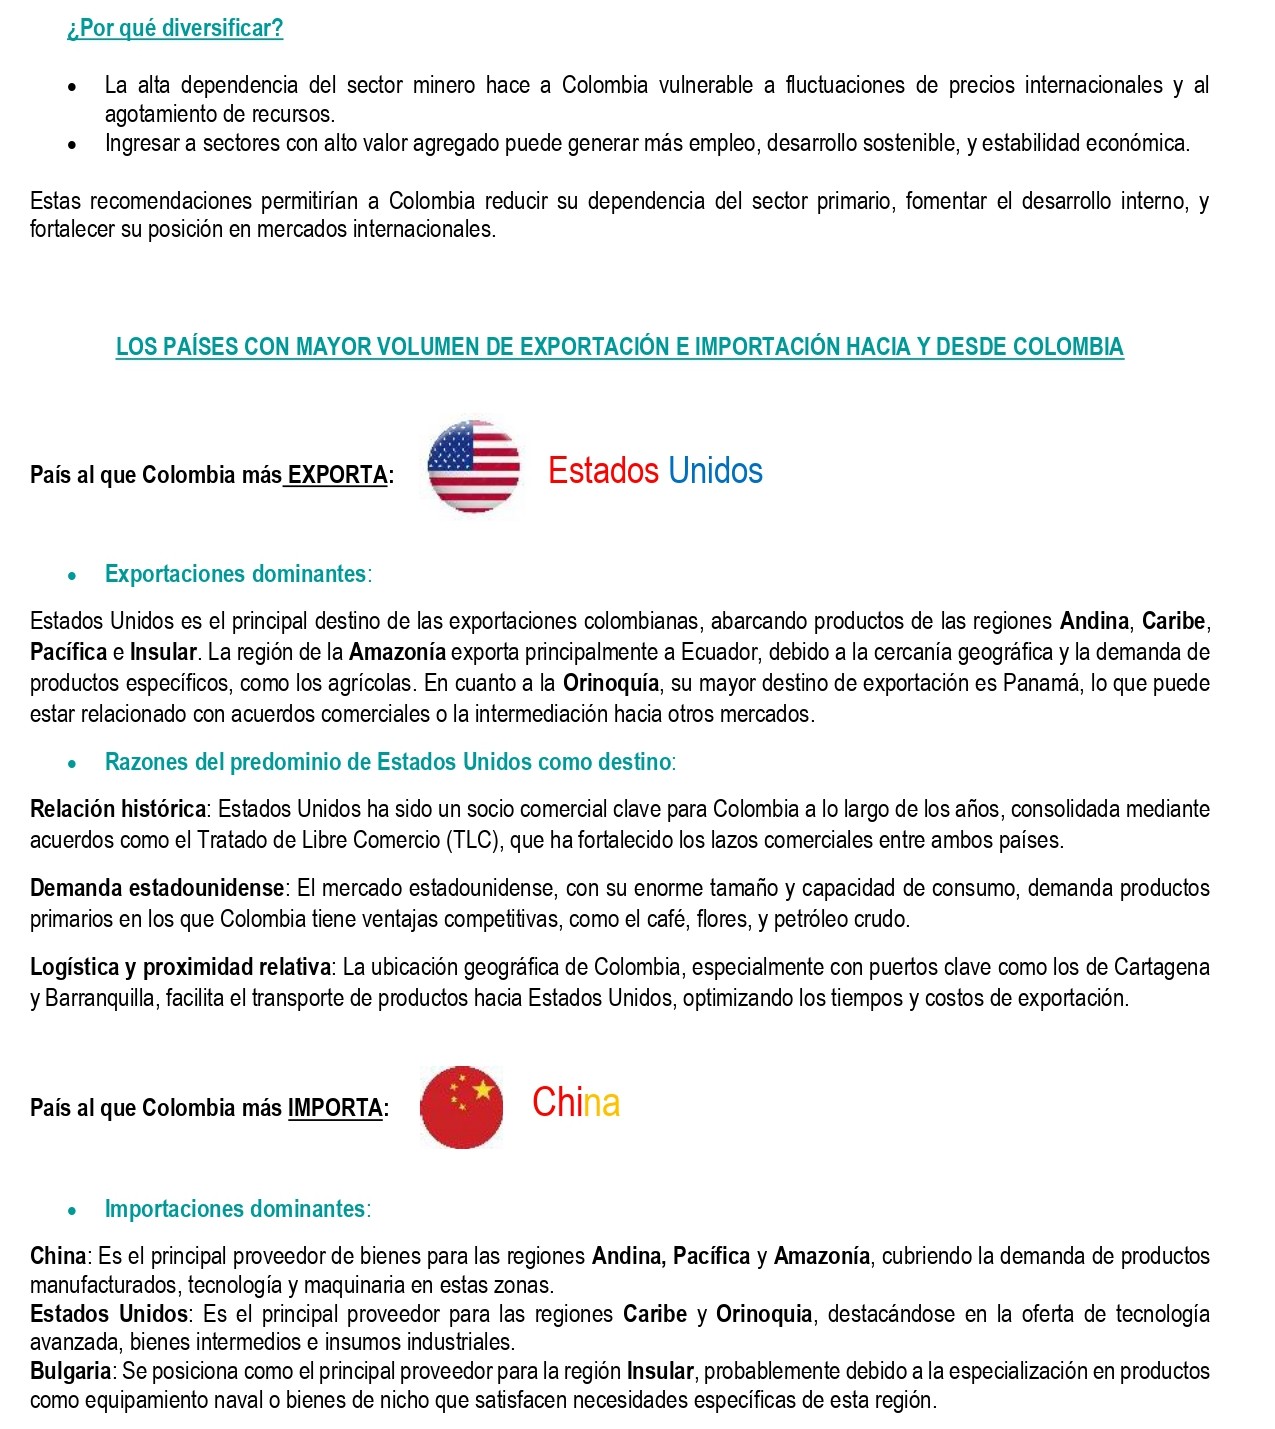 ¿Por qué diversificar?
• La alta dependencia del sector minero hace a Colombia vulnerable a fluctuaciones de precios internacionales y al
agotamiento de recursos.
• Ingresar a sectores con alto valor agregado puede generar más empleo, desarrollo sostenible, y estabilidad económica.
Estas recomendaciones permitirían a Colombia reducir su dependencia del sector primario, fomentar el desarrollo interno, y
fortalecer su posición en mercados internacionales.
LOS PAÍSES CON MAYOR VOLUMEN DE EXPORTACIÓN E IMPORTACIÓN HACIA Y DESDE COLOMBIA
País al que Colombia más EXPORTA: Estados Unidos
• Exportaciones dominantes:
Estados Unidos es el principal destino de las exportaciones colombianas, abarcando productos de las regiones Andina, Caribe,
Pacífica e Insular. La región de la Amazonía exporta principalmente a Ecuador, debido a la cercanía geográfica y la demanda de
productos específicos, como los agrícolas. En cuanto a la Orinoquía, su mayor destino de exportación es Panamá, lo que puede
estar relacionado con acuerdos comerciales o la intermediación hacia otros mercados.
• Razones del predominio de Estados Unidos como destino:
Relación histórica: Estados Unidos ha sido un socio comercial clave para Colombia a lo largo de los años, consolidada mediante
acuerdos como el Tratado de Libre Comercio (TLC), que ha fortalecido los lazos comerciales entre ambos países.
Demanda estadounidense: El mercado estadounidense, con su enorme tamaño y capacidad de consumo, demanda productos
primarios en los que Colombia tiene ventajas competitivas, como el café, flores, y petróleo crudo.
Logística y proximidad relativa: La ubicación geográfica de Colombia, especialmente con puertos clave como los de Cartagena
y Barranquilla, facilita el transporte de productos hacia Estados Unidos, optimizando los tiempos y costos de exportación.
País al que Colombia más IMPORTA: China
• Importaciones dominantes:
China: Es el principal proveedor de bienes para las regiones Andina, Pacífica y Amazonía, cubriendo la demanda de productos
manufacturados, tecnología y maquinaria en estas zonas.
Estados Unidos: Es el principal proveedor para las regiones Caribe y Orinoquia, destacándose en la oferta de tecnología
avanzada, bienes intermedios e insumos industriales.
Bulgaria: Se posiciona como el principal proveedor para la región Insular, probablemente debido a la especialización en productos
como equipamiento naval o bienes de nicho que satisfacen necesidades específicas de esta región.